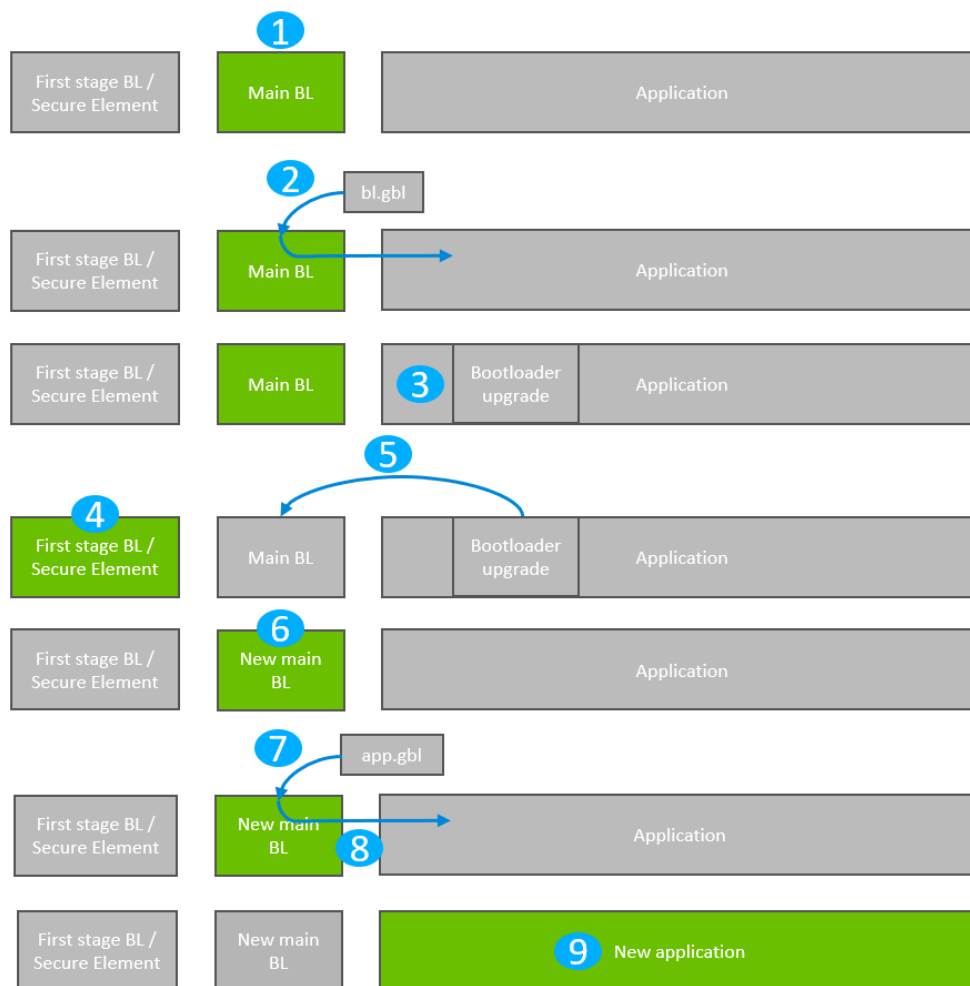 1
First stage BL /
Secure Element
Main BL
Application
2
bl.gbl
First stage BL /
Secure Element
Main BL
Application
First stage BL /
Secure Element
Main BL
3
Bootloader
upgrade
Application
5
4
First stage BL /
Secure Element
Main BL
Bootloader
upgrade
Application
6
First stage BL /
Secure Element
New main
BL
Application
7
app.gbl
First stage BL /
Secure Element
New main
BL
8
Application
First stage BL /
Secure Element
New main
BL
9
New application